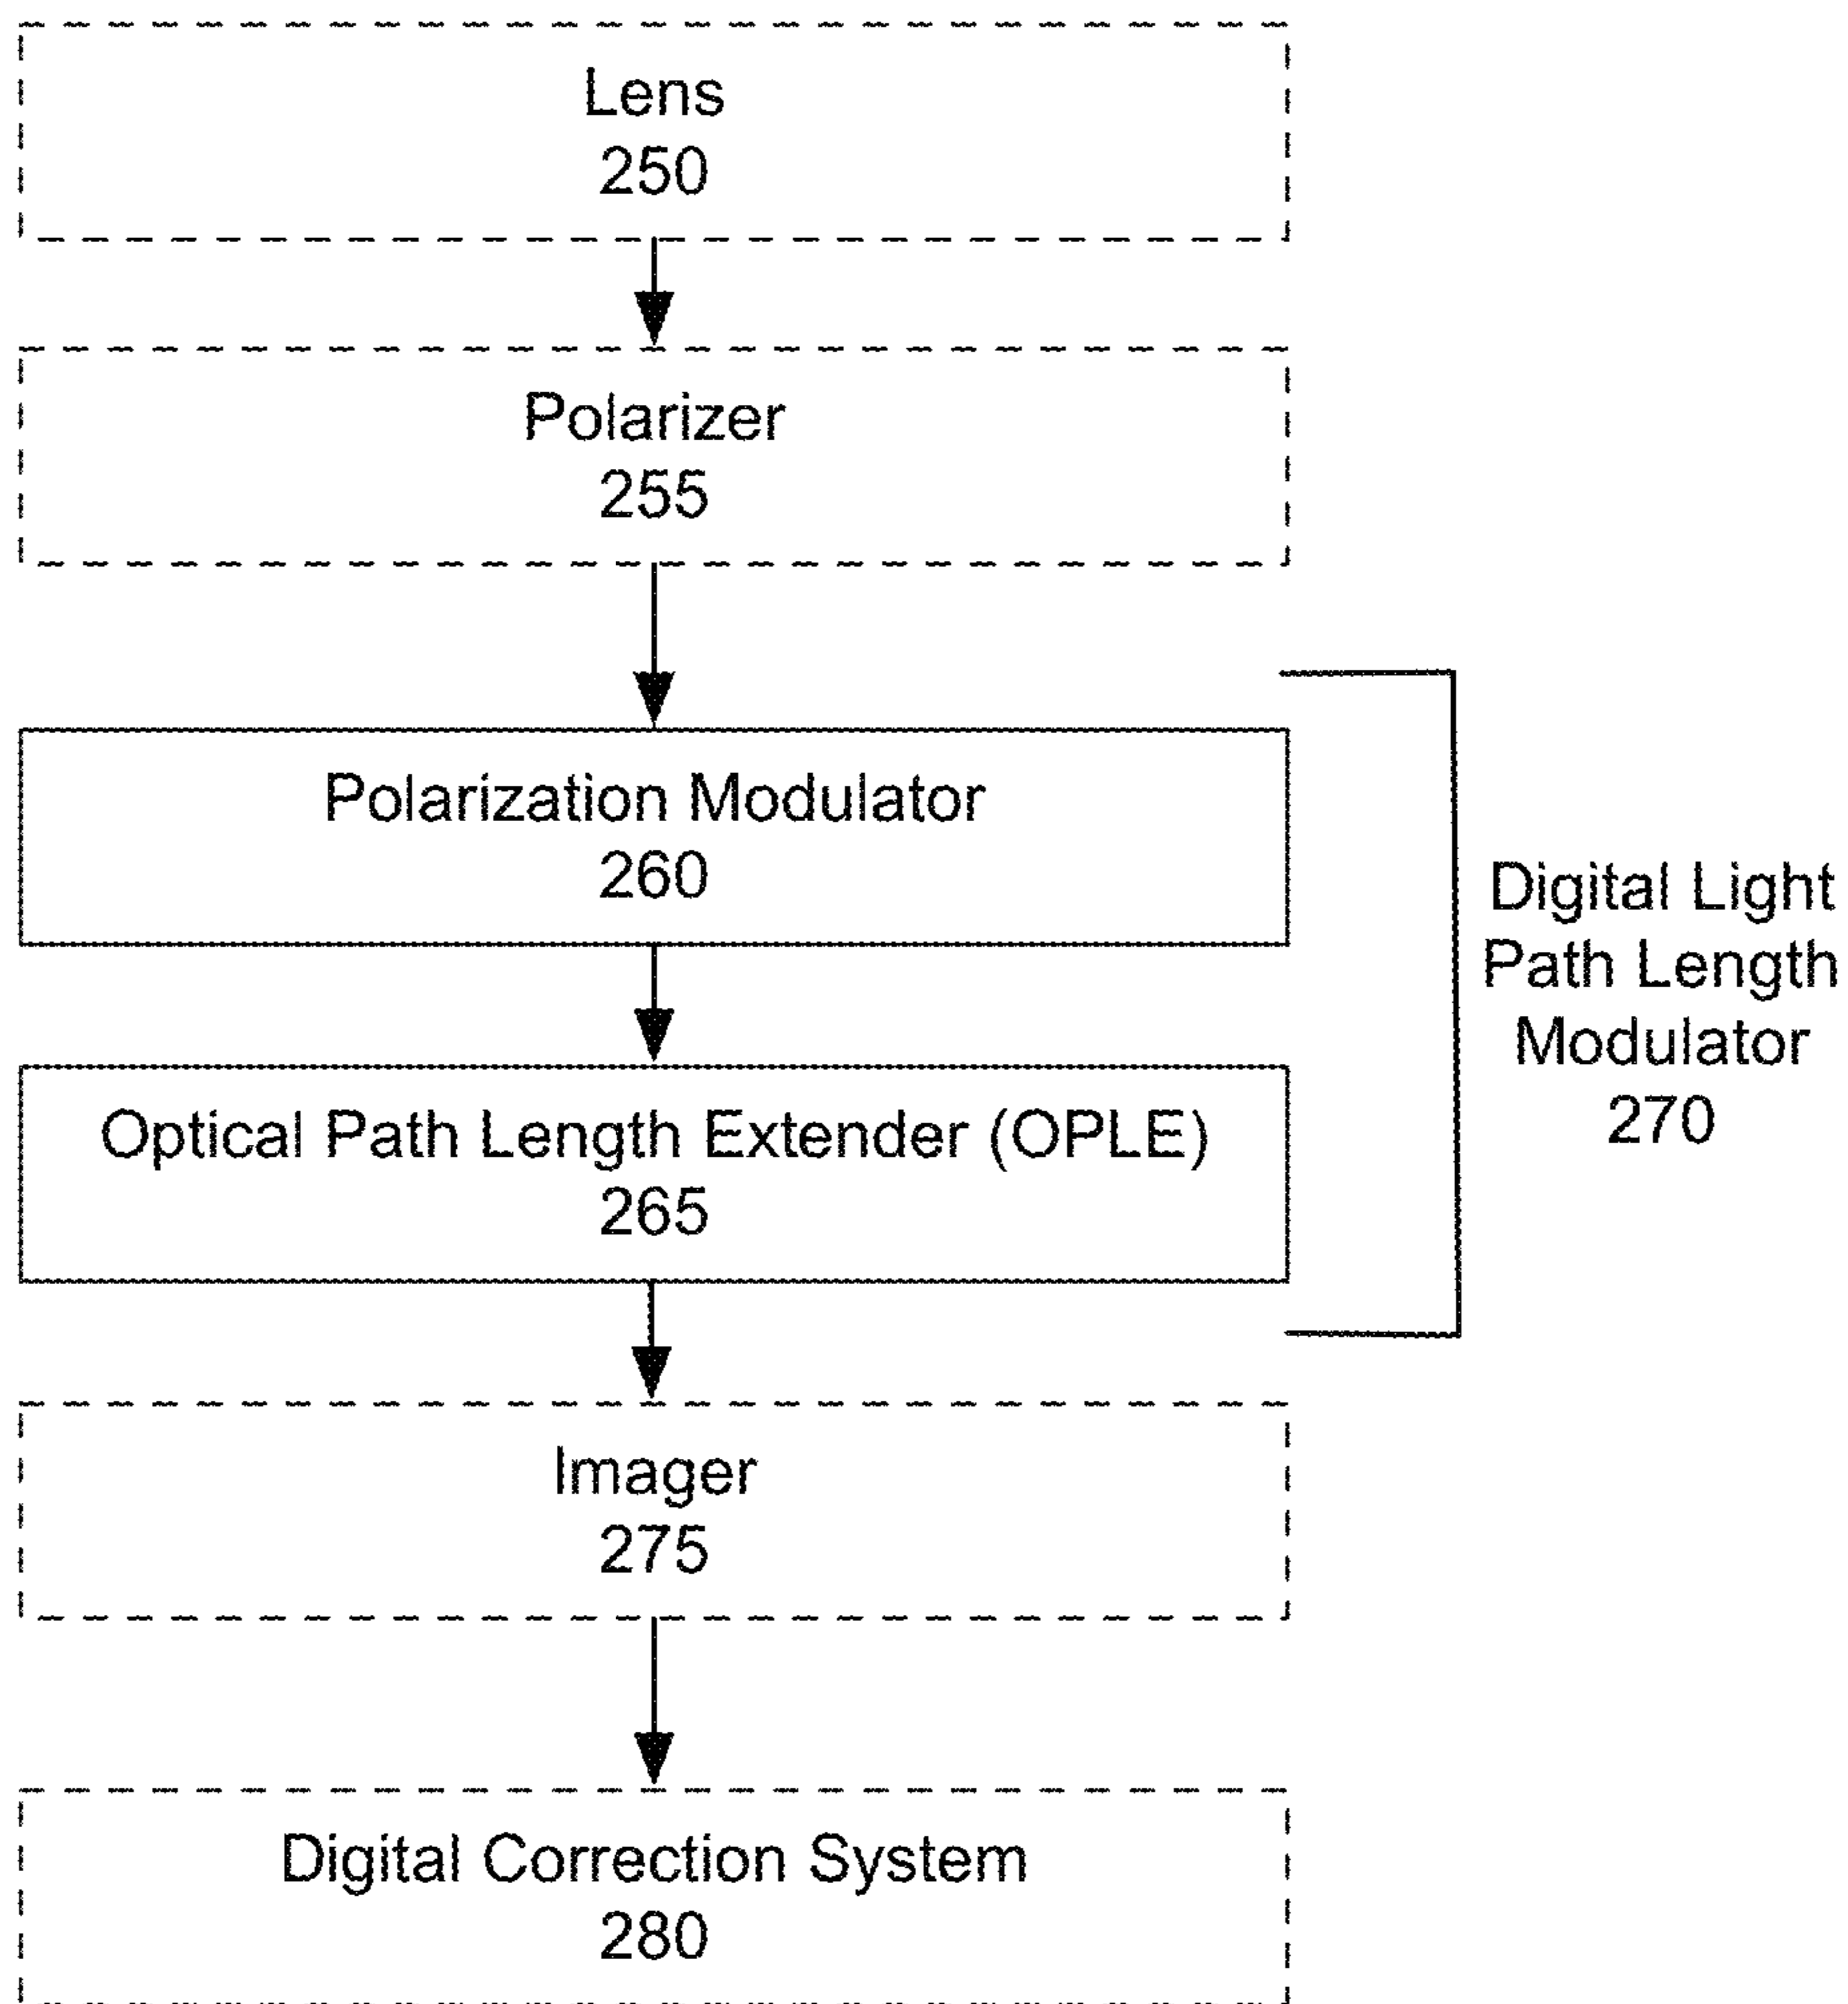 Lens
250
Polarizer
255
Polarization Modulator
260
Optical Path Length Extender (OPLE)
265
Digital Light
Path Length
Modulator
270
Imager
275
Digital Correction System
280